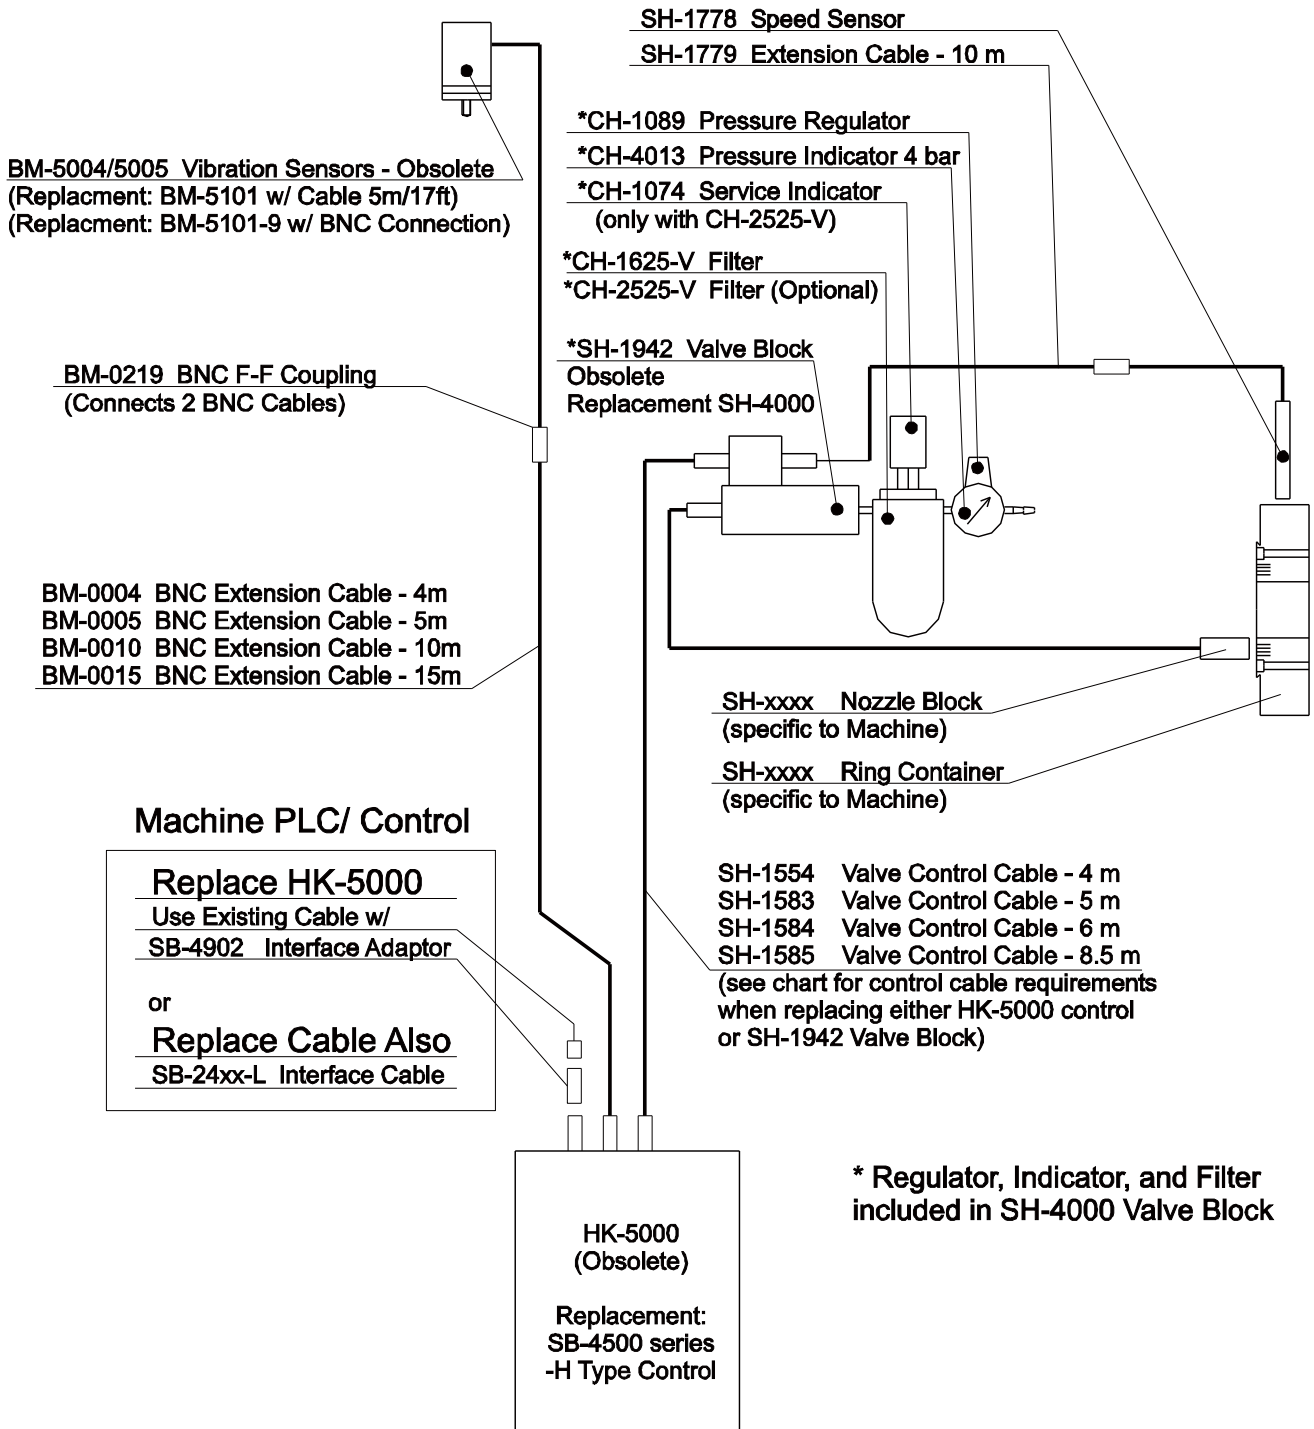 SH-1778 Speed Sensor
SH-1779 Extension Cable - 10 m
*CH-1089 Pressure Regulator
*CH-4013 Pressure Indicator 4 bar
*CH-1074 Service Indicator
(only with CH-2525-V)
*CH-1625-V Filter
*CH-2525-V Filter (Optional)
BM-5004/5005 Vibration Sensors - Obsolete
(Replacment: BM-5101 w/ Cable 5m/17ft)
(Replacment: BM-5101-9 w/ BNC Connection)
*SH-1942 Valve Block
Obsolete
Replacement SH-4000
BM-0219 BNC F-F Coupling
(Connects 2 BNC Cables)
BM-0004 BNC Extension Cable - 4m
BM-0005 BNC Extension Cable - 5m
BM-0010 BNC Extension Cable - 10m
BM-0015 BNC Extension Cable - 15m
SH-xxxx Nozzle Block
(specific to Machine)
SH-xxxx Ring Container
(specific to Machine)
Machine PLC/ Control
Replace HK-5000
Use Existing Cable w/
SB-4902 Interface Adaptor
or
Replace Cable Also
SB-24xx-L Interface Cable
SH-1554 Valve Control Cable - 4 m
SH-1583 Valve Control Cable - 5 m
SH-1584 Valve Control Cable - 6 m
SH-1585 Valve Control Cable - 8.5 m
(see chart for control cable requirements
when replacing either HK-5000 control
or SH-1942 Valve Block)
* Regulator, Indicator, and Filter
included in SH-4000 Valve Block
HK-5000
(Obsolete)
Replacement:
SB-4500 series
-H Type Control